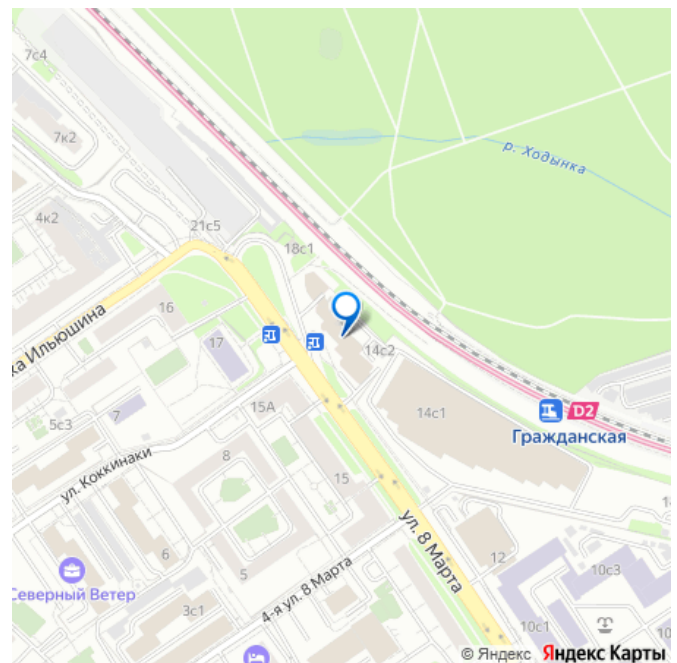 7с4
7к2
р. Ходынка
4к2
21с5
18с1
16
ка Ильюшина
17
14с2
15А
7
5с3
14с1
D2
Гражданская
ул. Коккинаки
8
15
ул. 8 Марта
6
12
Северный Ветер
5
4-я ул. 8 Марта
10с3
3с1
10с1
© Яндекс Яндекс Карты